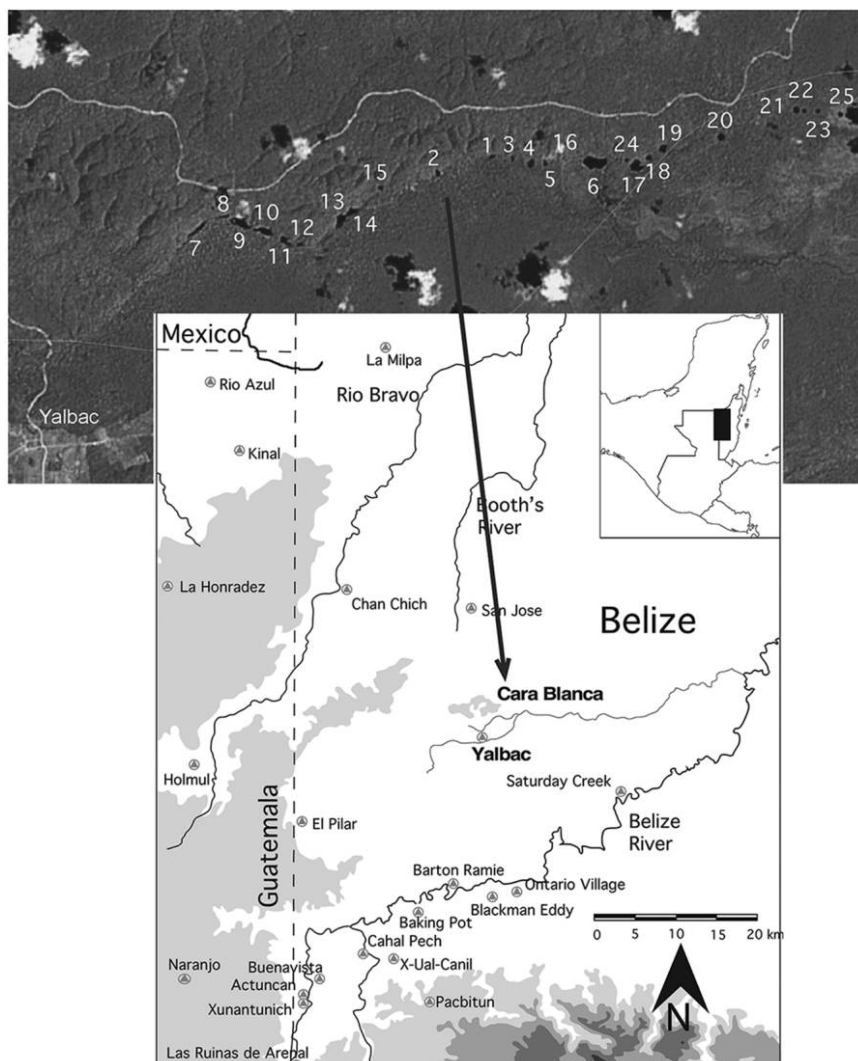 22
25
21
19
20
23
24
16
1 3 4
2
5
6
18
17
15
13
14
8
10
12
9
7
11
Yalbac
Mexico
La Milpa
Rio Azul
Rio Bravo
Kinal
Booth's
River
La Honradez
Chan Chich
San Jose
Belize
Cara Blanca
Yalbac
Holmul
Saturday Creek
El Pilar
Belize
River
Guatemala
Barton Ramie
Ontario Village
Blackman Eddy
Baking Pot
0 5 10 15 20 km
Cahal Pech
X-Ual-Canil
Naranjo
Buenavista
Actuncan
Xunantunich
Pacbitun
N
Las Ruinas de Arenal